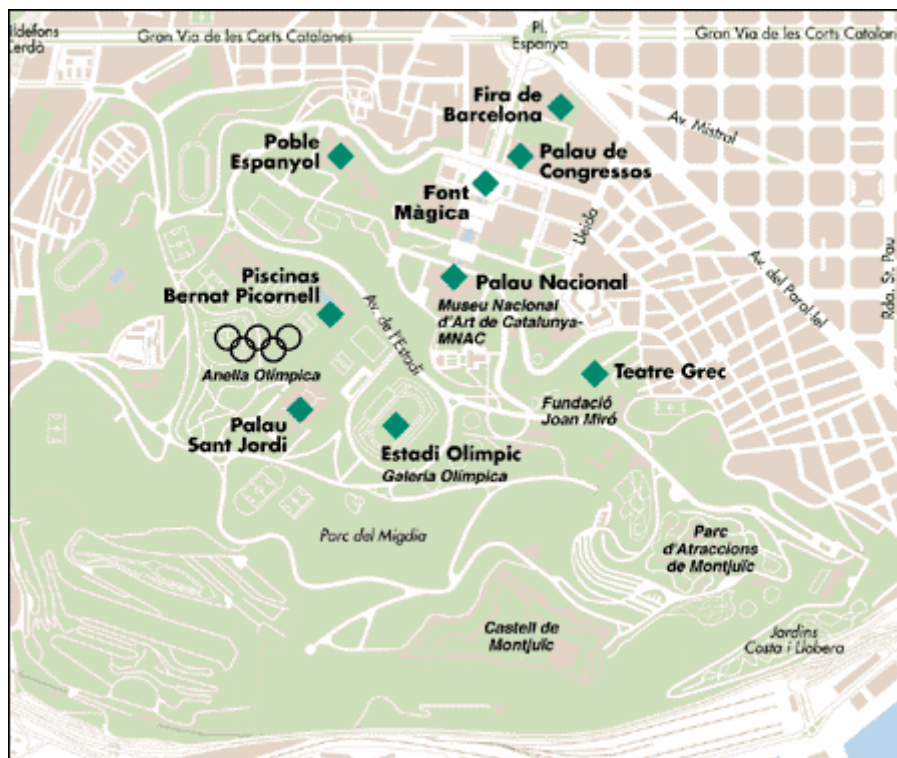 Ildefons
Cerdà
Gran Via de les Corts Catalanes
Pl.
Espanya
Gran Via de les Corts Catalan
Fira de
Barcelona
Av. Mistral
Poble
Espanyol
Palau de
Congressos
Font
Màgica
Lleida
Av. del Paral.lel
Rda. St. Pau
Piscinas
Bernat Picornell
Palau Nacional
Museu Nacional
d'Art de Catalunya-
MNAC
Av. de l'Estadi
Anella Olímpica
Teatre Grec
Fundació
Joan Miró
Palau
Sant Jordi
Estadi Olímpic
Galeria Olímpica
Parc del Migdia
Parc
d'Atraccions
de Montjuïc
Castell de
Montjuïc
Jardins
Costa i Llobera